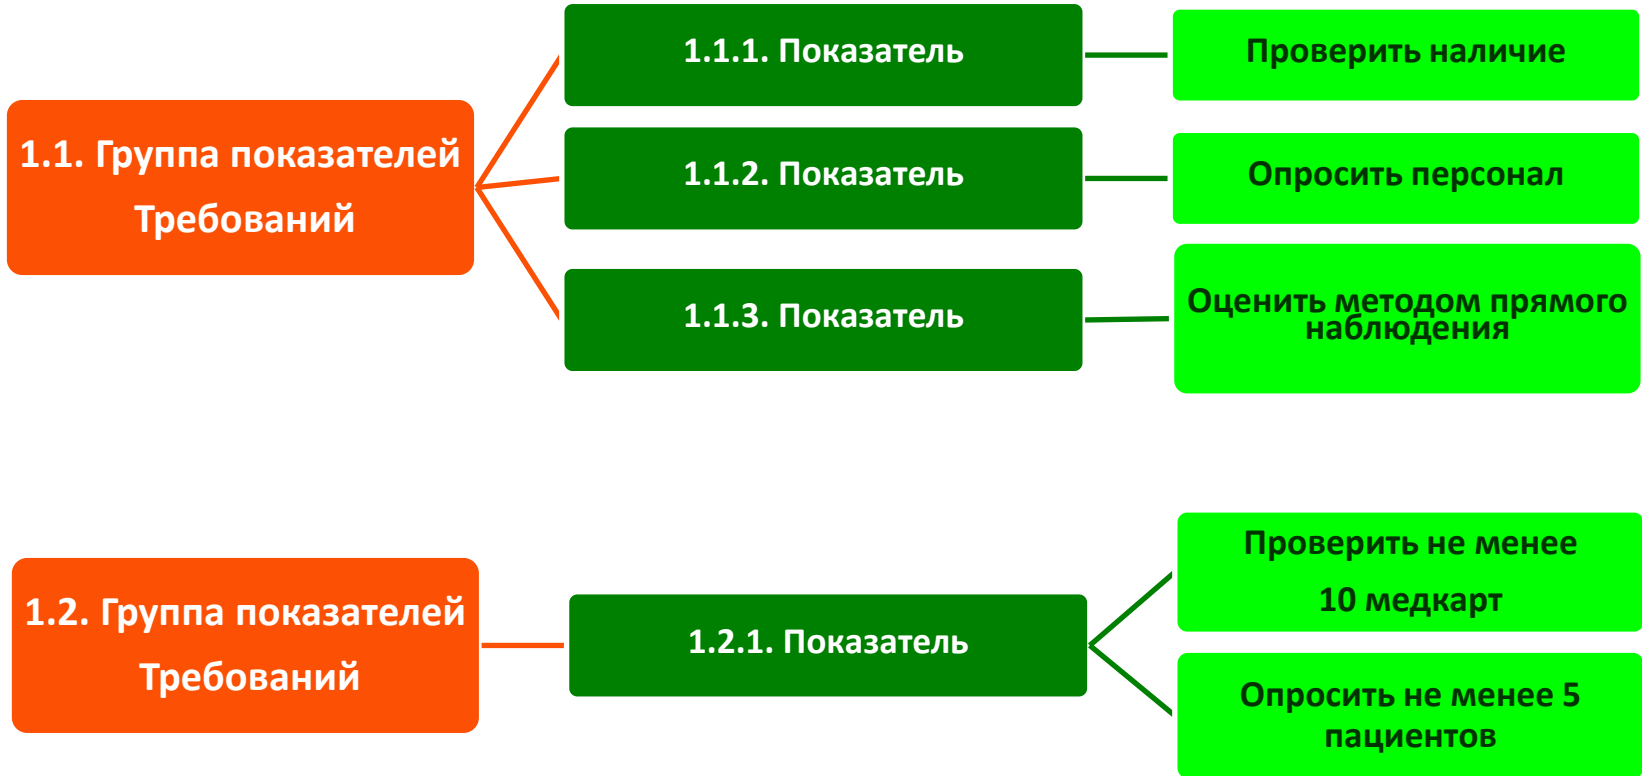 1.1. Группа показателей
Требований
1.1.1. Показатель
Проверить наличие
1.1.2. Показатель
Опросить персонал
1.1.3. Показатель
Оценить методом прямого
наблюдения
1.2. Группа показателей
Требований
1.2.1. Показатель
Проверить не менее
10 медкарт
Опросить не менее 5
пациентов